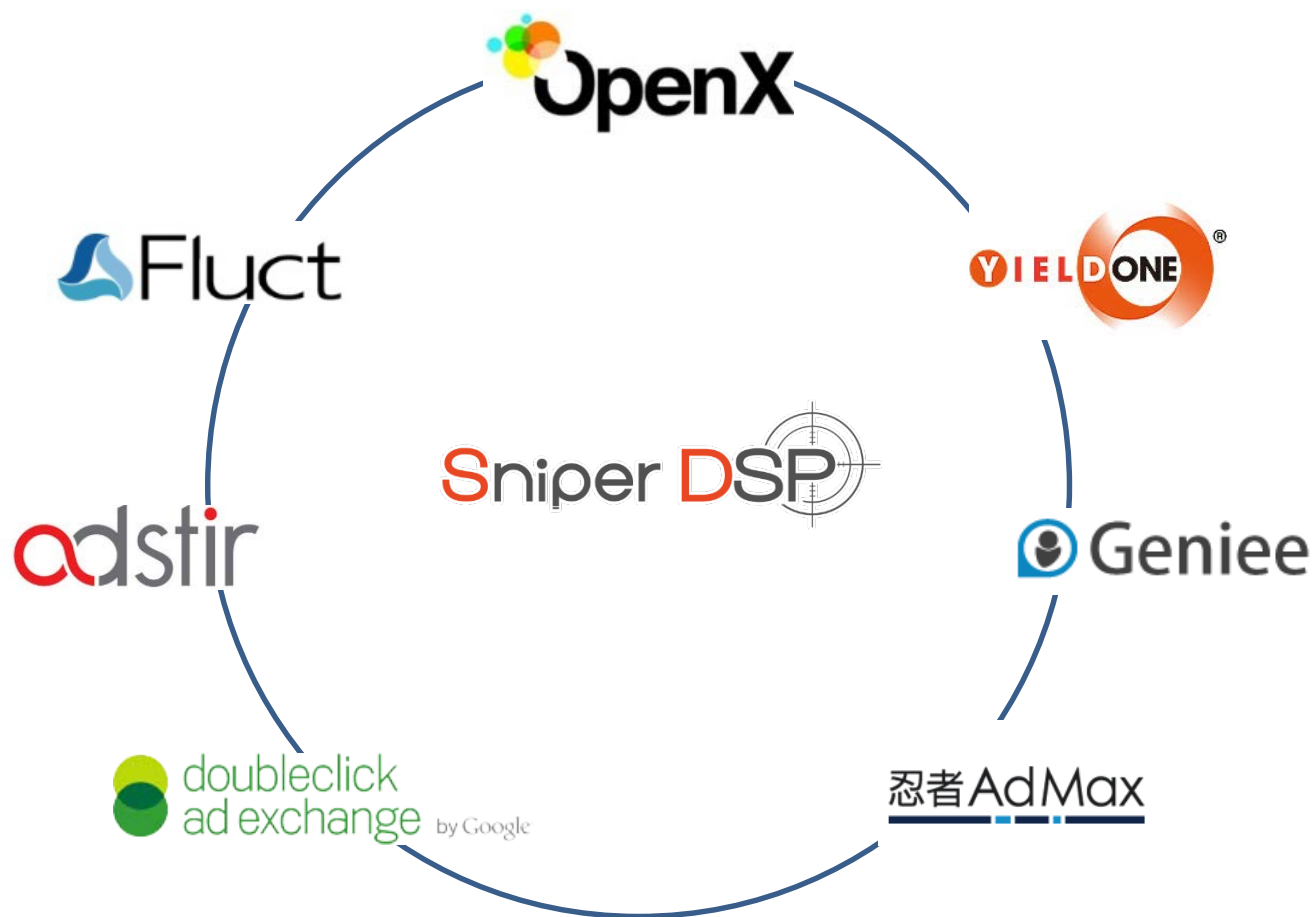 OpenX
Fluct
YIELDONE®
Sniper DSP
adstir
Geniee
doubleclick
ad exchange by Google
忍者AdMax